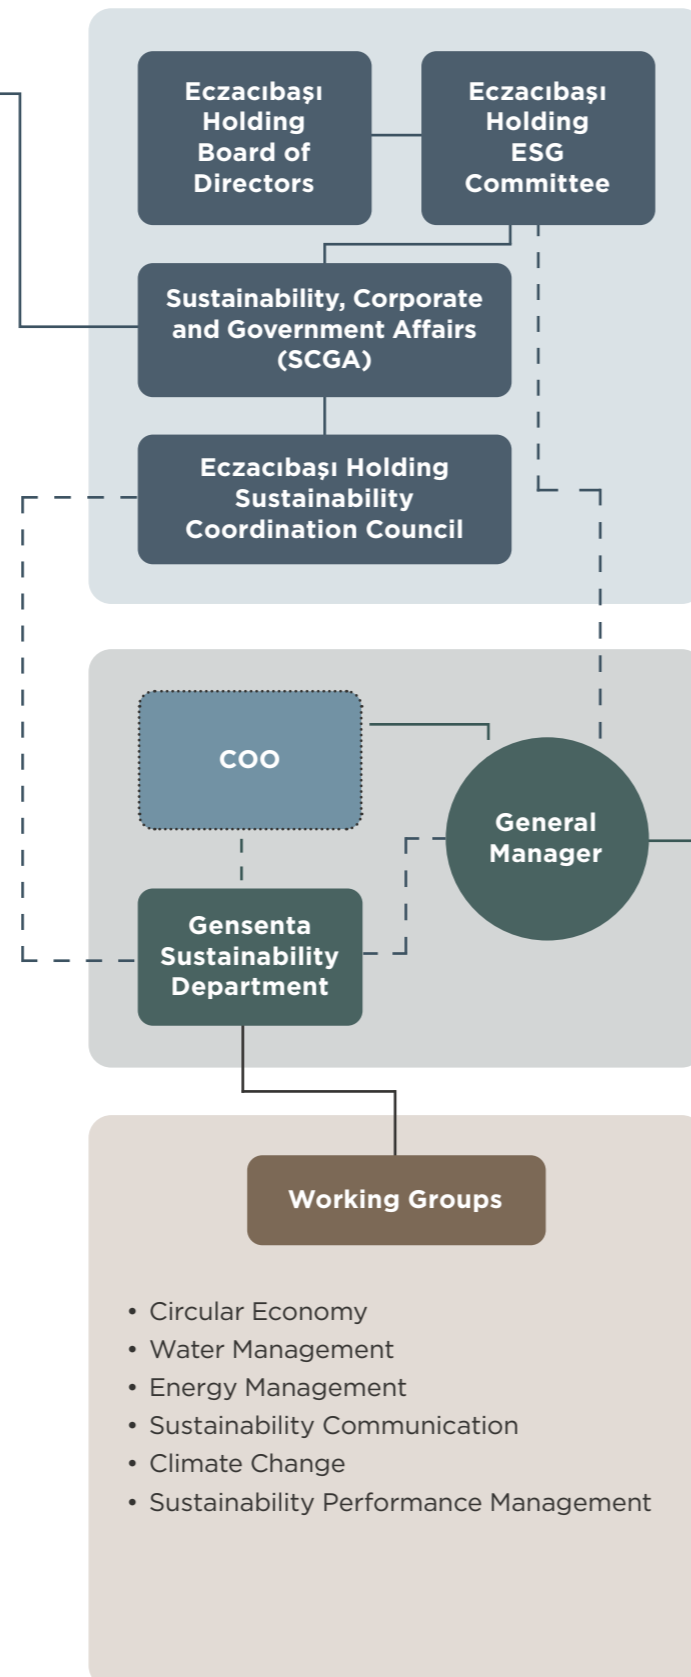 Eczacıbaşı
Holding
Board of
Directors
Eczacıbaşı
Holding
ESG
Committee
Sustainability, Corporate
and Government Affairs
(SCGA)
Eczacıbaşı Holding
Sustainability
Coordination Council
COO
General
Manager
Gensenta
Sustainability
Department
Working Groups
• Circular Economy
• Water Management
• Energy Management
• Sustainability Communication
• Climate Change
• Sustainability Performance Management